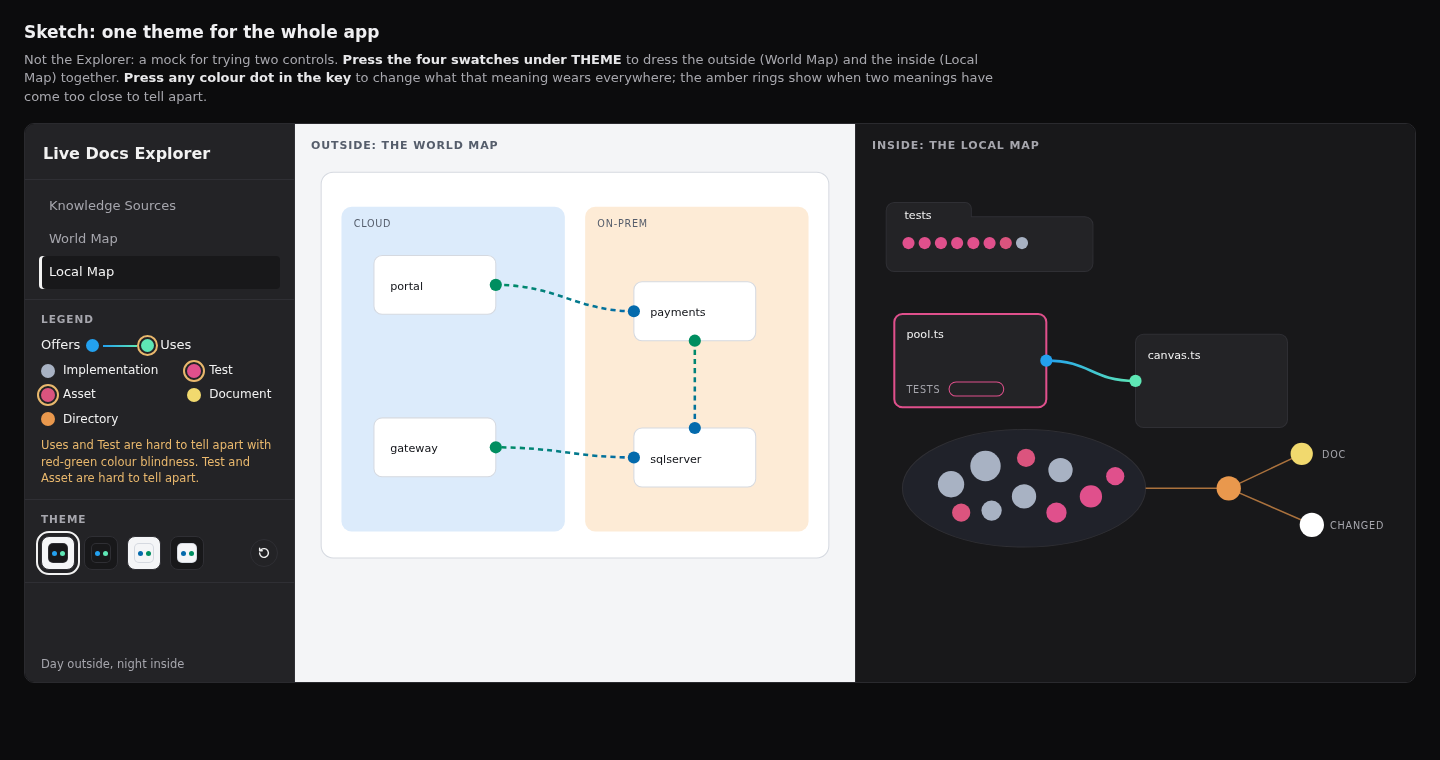 Sketch: one theme for the whole app
Not the Explorer: a mock for trying two controls. Press the four swatches under THEME to dress the outside (World Map) and the inside (Local
Map) together. Press any colour dot in the key to change what that meaning wears everywhere; the amber rings show when two meanings have
come too close to tell apart.
Live Docs Explorer
Knowledge Sources
World Map
Local Map
LEGEND
Offers Uses
Implementation Test
Asset Document
Directory
Uses and Test are hard to tell apart with
red-green colour blindness. Test and
Asset are hard to tell apart.
THEME
Day outside, night inside
OUTSIDE: THE WORLD MAP
CLOUD
ON-PREM
portal
payments
gateway
sqlserver
INSIDE: THE LOCAL MAP
tests
pool.ts
TESTS
canvas.ts
DOC
CHANGED